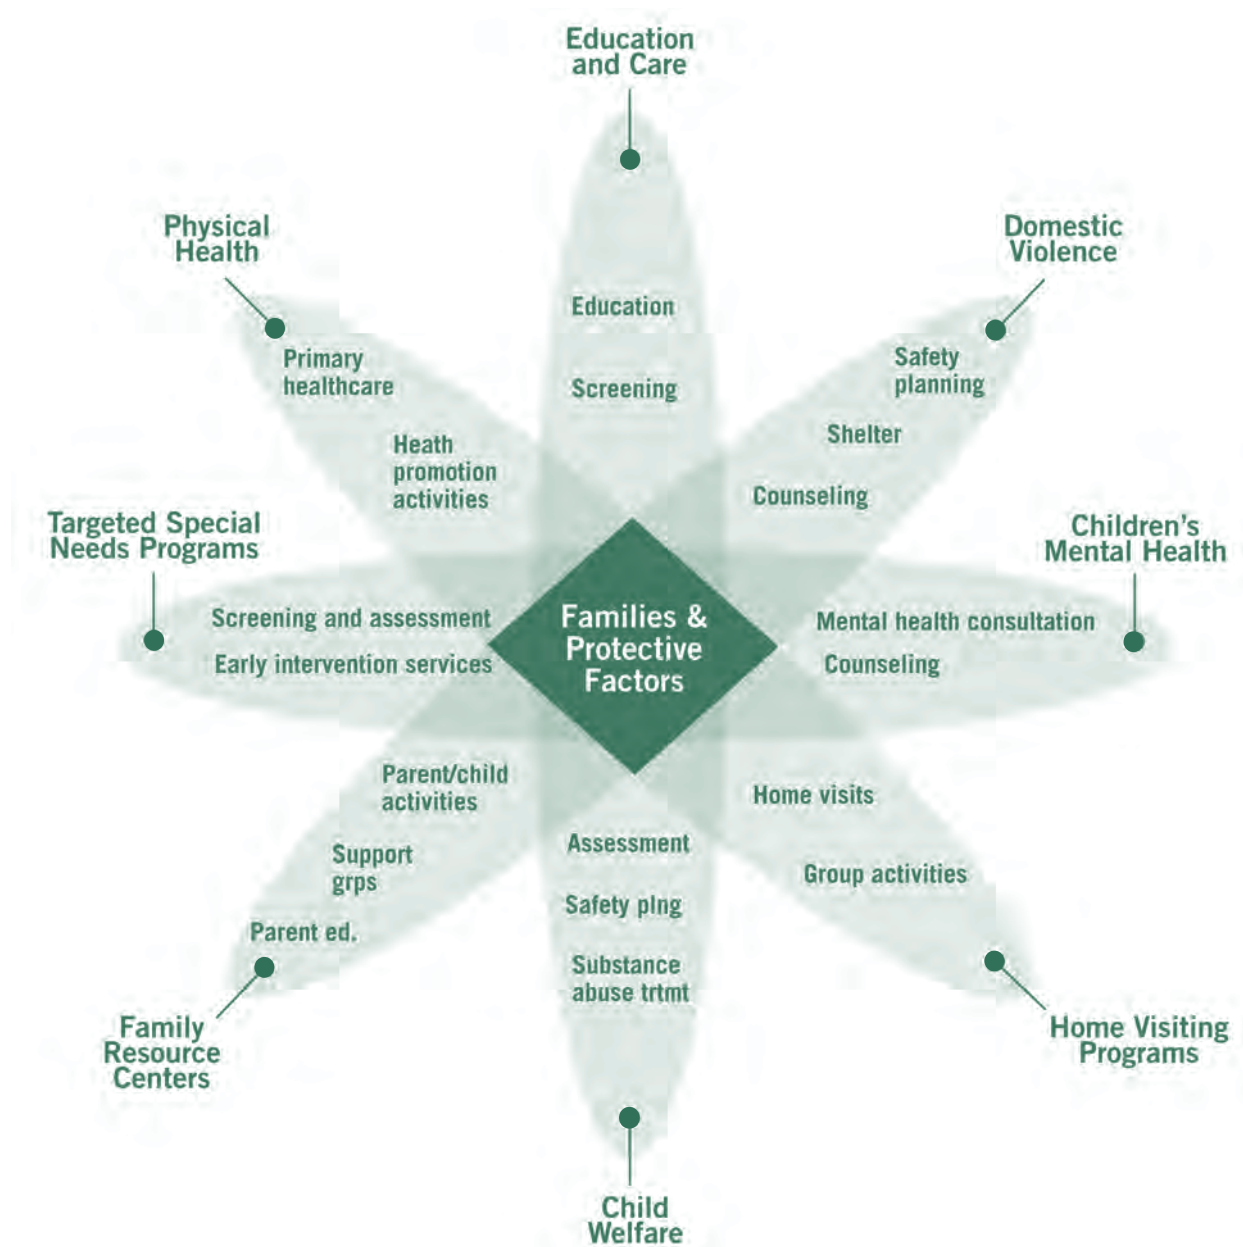 Education
and Care
Physical
Health
Domestic
Violence
Education
Screening
Primary
healthcare
Heath
promotion
activities
Safety
planning
Shelter
Counseling
Targeted Special
Needs Programs
Children's
Mental Health
Screening and assessment
Early intervention services
Families &
Protective
Factors
Mental health consultation
Counseling
Parent/child
activities
Support
grps
Parent ed.
Assessment
Safety plng
Substance
abuse trtmt
Home visits
Group activities
Family
Resource
Centers
Home Visiting
Programs
Child
Welfare